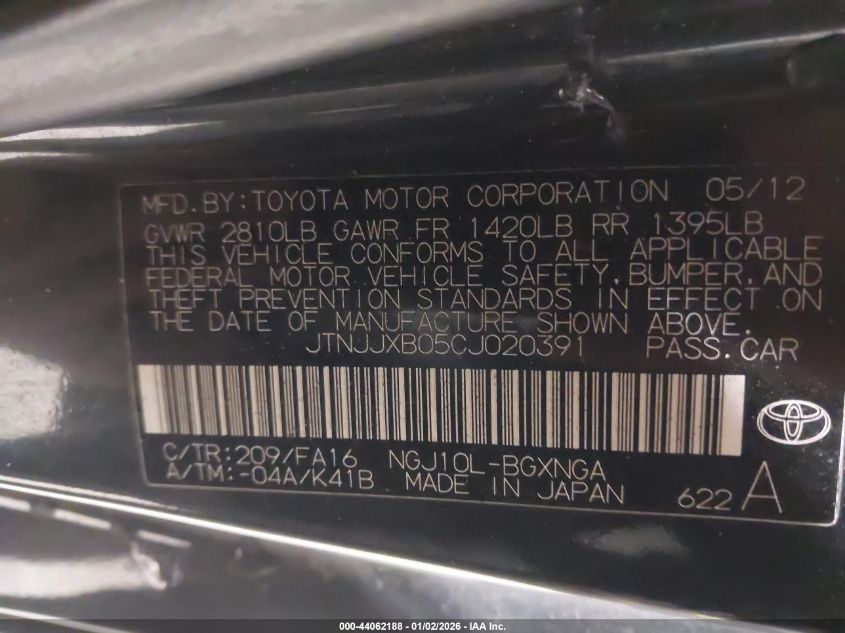 MFD.BY:TOYOTA MOTOR CORPORATION 05/12
GVWR 2810LB GAWR FR 1420LB RR 1395LB
THIS VEHICLE CONFORMS TO ALL APPLICABLE
FEDERAL MOTOR VEHICLE SAFETY,BUMPER,AND
THEFT PREVENTION STANDARDS IN EFFECT ON
THE DATE OF MANUFACTURE SHOWN ABOVE.
JTNJJXB05CJ020391 PASS.CAR
C/TR:209/FA16 NGJ10L-BGXNGA
A/TM:-04A/K41B MADE IN JAPAN
622 A
000-44062188 - 01/02/2026 - IAA Inc.